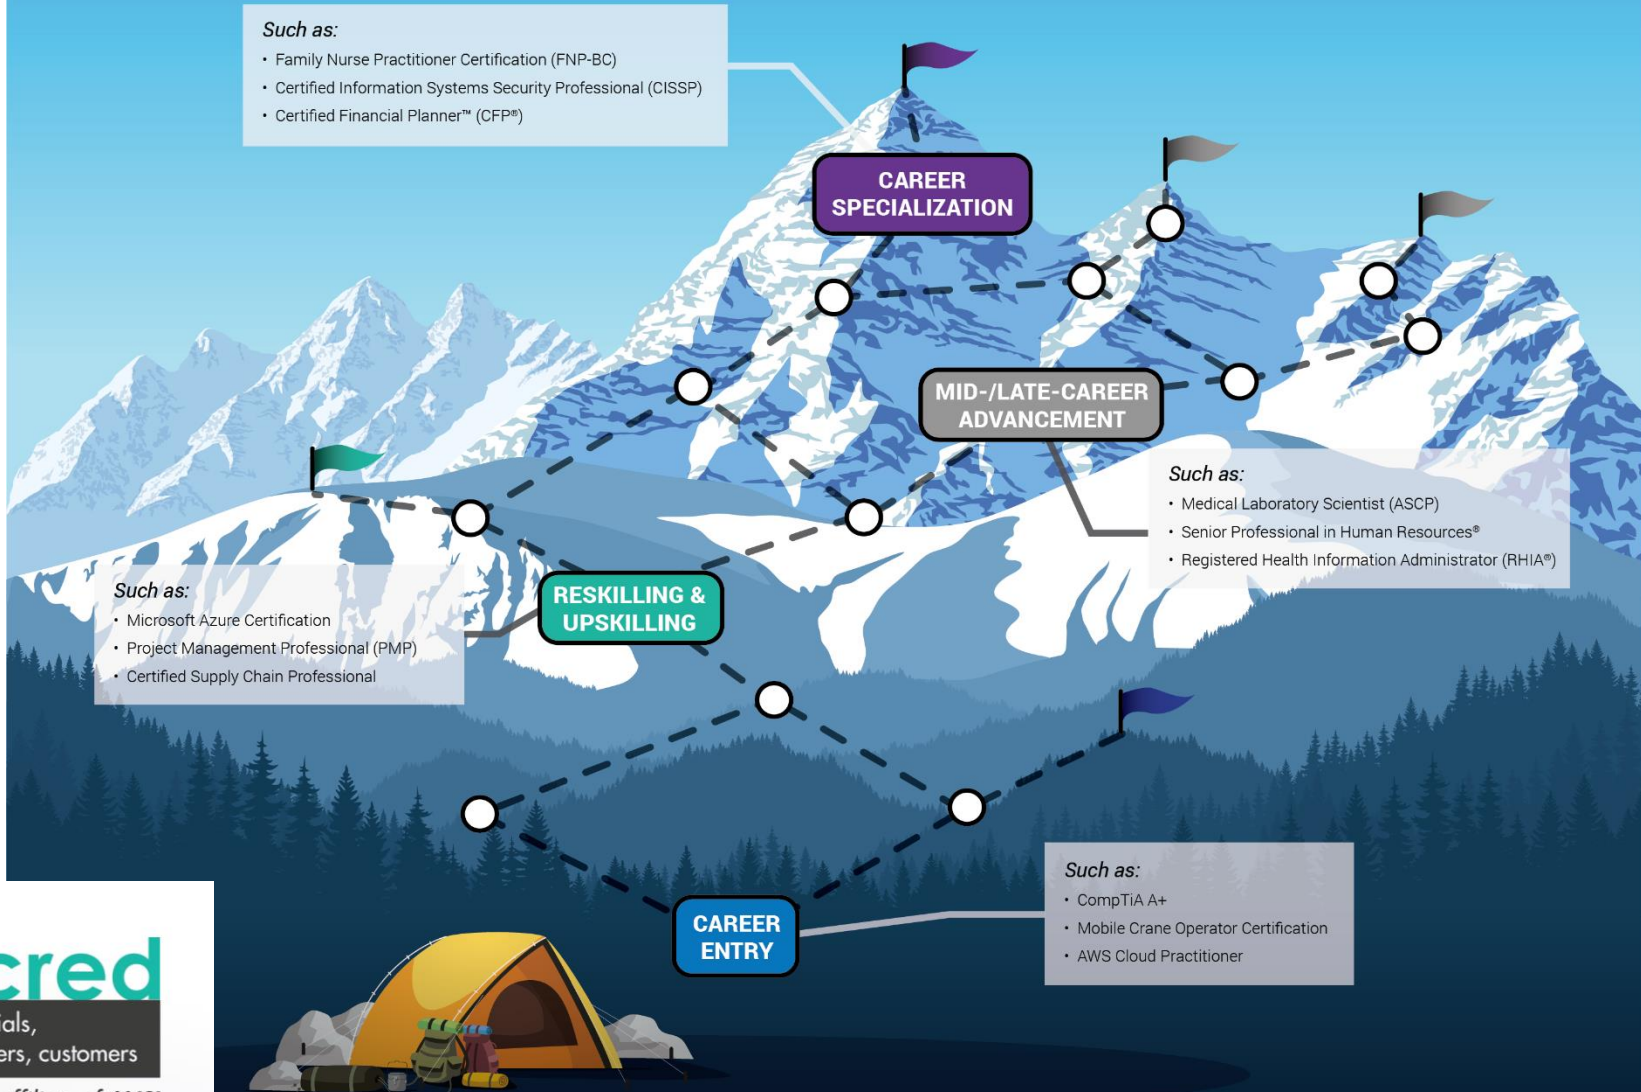 Such as:
• Family Nurse Practitioner Certification (FNP-BC)
• Certified Information Systems Security Professional (CISSP)
• Certified Financial Planner™ (CFP®)
CAREER
SPECIALIZATION
MID-/LATE-CAREER
ADVANCEMENT
Such as:
• Medical Laboratory Scientist (ASCP)
• Senior Professional in Human Resources®
• Registered Health Information Administrator (RHIA®)
RESKILLING &
UPSKILLING
Such as:
• Microsoft Azure Certification
• Project Management Professional (PMP)
• Certified Supply Chain Professional
CAREER
ENTRY
Such as:
• CompTiA A+
• Mobile Crane Operator Certification
• AWS Cloud Practitioner
cred
ials,
ers, customers